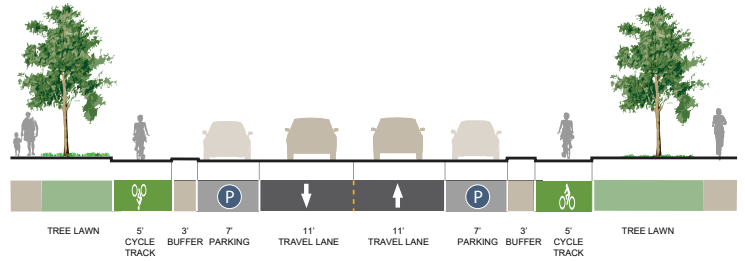 P
P
TREE LAWN
5'
CYCLE
TRACK
3'
BUFFER
7'
PARKING
11'
TRAVEL LANE
11'
TRAVEL LANE
7'
PARKING
3'
BUFFER
5'
CYCLE
TRACK
TREE LAWN